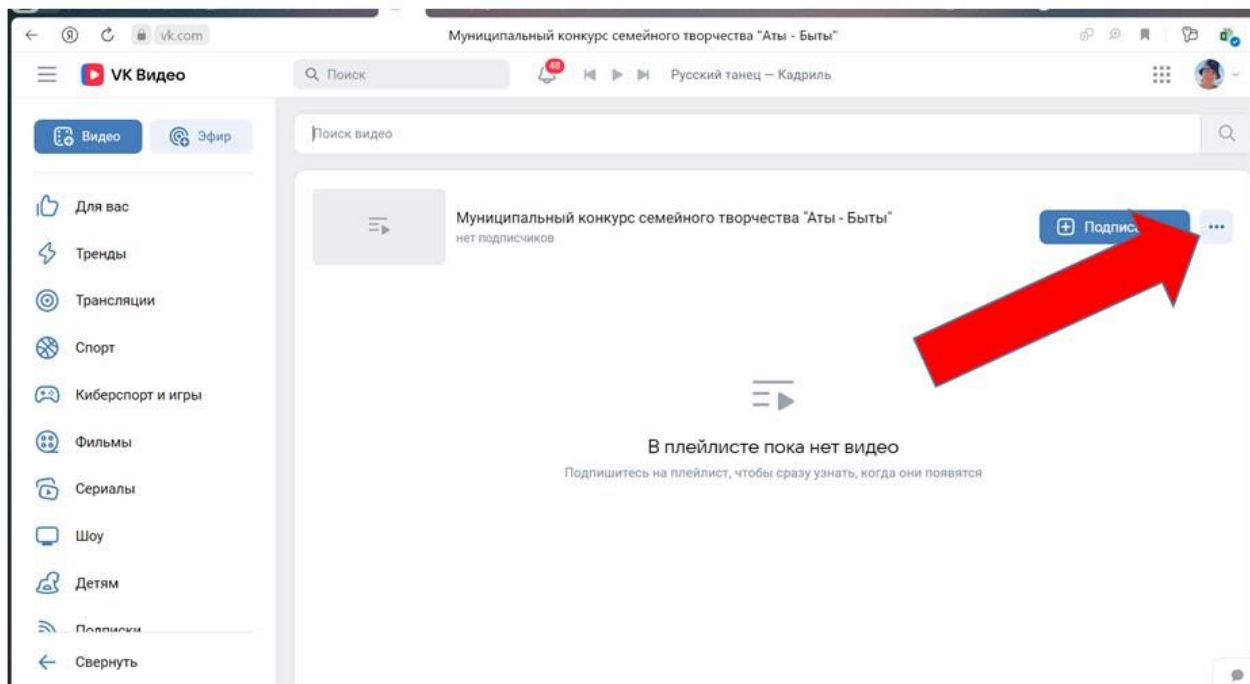 vk.com
Муниципальный конкурс семейного творчества "Аты - Быты"
VK Видео
Поиск
48
Русский танец — Кадриль
Видео
Эфир
Поиск видео
Для вас
Тренды
Трансляции
Спорт
Киберспорт и игры
Фильмы
Сериалы
Шоу
Детям
Подписки
Свернуть
Муниципальный конкурс семейного творчества "Аты - Быты"
нет подписчиков
В плейлисте пока нет видео
Подпишитесь на плейлист, чтобы сразу узнать, когда они появятся